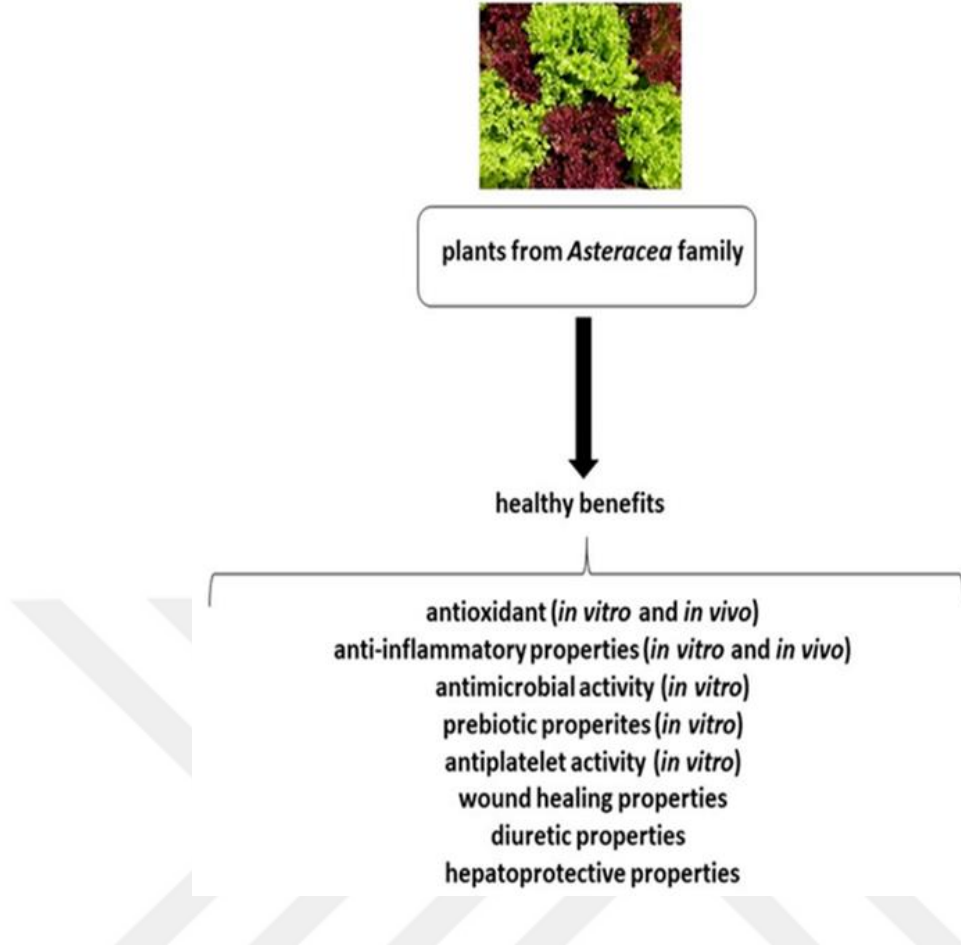 plants from Asteracea family
healthy benefits
antioxidant (in vitro and in vivo)
anti-inflammatory properties (in vitro and in vivo)
antimicrobial activity (in vitro)
prebiotic properites (in vitro)
antiplatelet activity (in vitro)
wound healing properties
diuretic properties
hepatoprotective properties